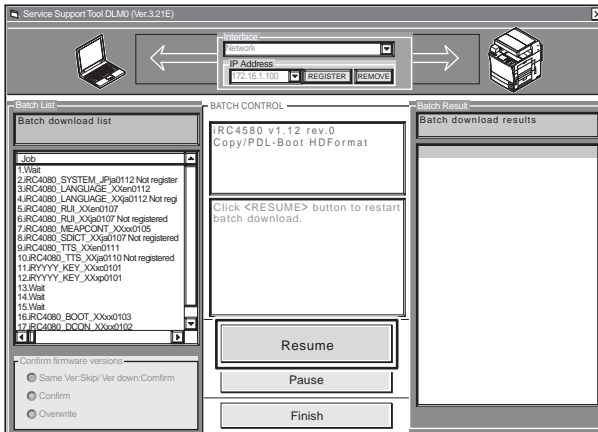 Service Support Tool DLM0 (Ver.3.21E)
Interface
Network
IP Address
172.16.1.100 REGISTER REMOVE
Batch List
Batch download list
Job
1.Wait
2.iRC4080_SYSTEM_JPja0112 Not register
3.iRC4080_LANGUAGE_XXen0112
4.iRC4080_LANGUAGE_XXja0112 Not regi
5.iRC4080_RUI_XXen0107
6.iRC4080_RUI_XXja0107 Not registered
7.iRC4080_MEAPCONT_XXxx0105
8.iRC4080_SDICT_XXja0107 Not registered
9.iRC4080_TTS_XXen0111
10.iRC4080_TTS_XXja0110 Not registered
11.iRYYYY_KEY_XXxc0101
12.iRYYYY_KEY_XXxp0101
13.Wait
14.Wait
15.Wait
16.iRC4080_BOOT_XXxx0103
17.iRC4080_DCON_XXxx0102
Confirm firmware versions
Same Ver:Skip/ Ver down:Comfirm
Confirm
Overwrite
BATCH CONTROL
iRC4580 v1.12 rev.0
Copy/PDL-Boot HDFormat
Click <RESUME> button to restart
batch download.
Resume
Pause
Finish
Batch Result
Batch download results